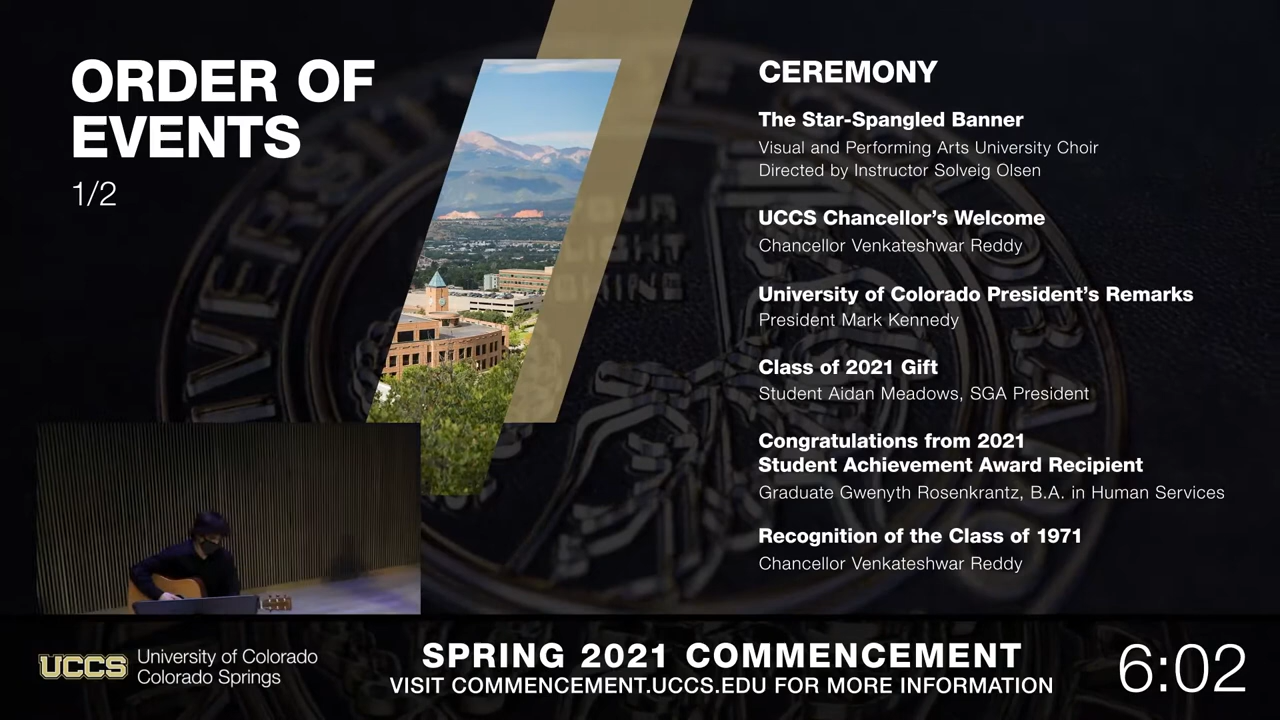 ORDER OF
EVENTS
1/2
CEREMONY
The Star-Spangled Banner
Visual and Performing Arts University Choir
Directed by Instructor Solveig Olsen
UCCS Chancellor's Welcome
Chancellor Venkateshwar Reddy
University of Colorado President's Remarks
President Mark Kennedy
Class of 2021 Gift
Student Aidan Meadows, SGA President
Congratulations from 2021
Student Achievement Award Recipient
Graduate Gwenyth Rosenkrantz, B.A. in Human Services
Recognition of the Class of 1971
Chancellor Venkateshwar Reddy
UCCS
University of Colorado
Colorado Springs
SPRING 2021 COMMENCEMENT
VISIT COMMENCEMENT.UCCS.EDU FOR MORE INFORMATION
6:02